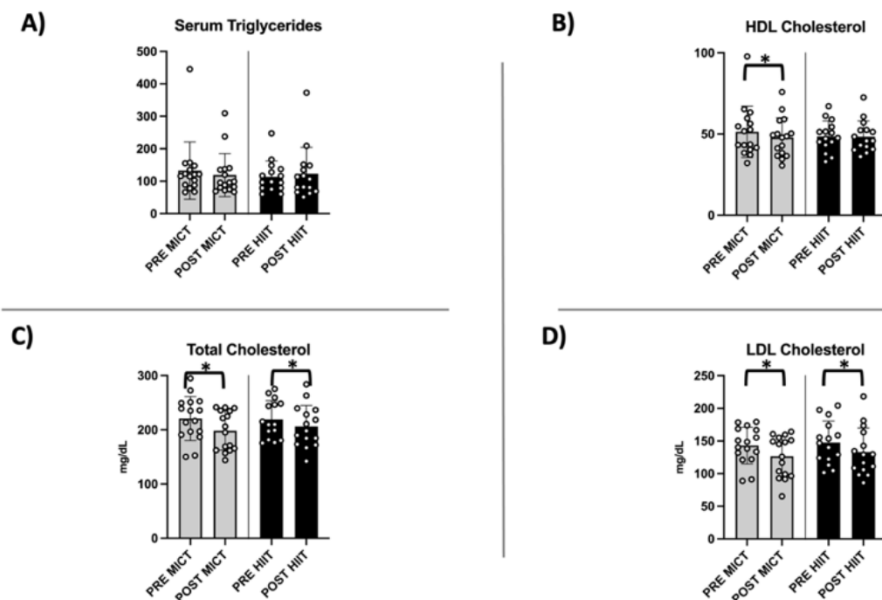 A)
Serum Triglycerides
500
400
300
200
100
0
PRE MICT
POST MICT
PRE HIIT
POST HIIT
B)
HDL Cholesterol
100
50
0
*
PRE MICT
POST MICT
PRE HIIT
POST HIIT
C)
Total Cholesterol
mg/dL
300
200
100
0
*
*
PRE MICT
POST MICT
PRE HIIT
POST HIIT
D)
LDL Cholesterol
mg/dL
250
200
150
100
50
0
*
*
PRE MICT
POST MICT
PRE HIIT
POST HIIT